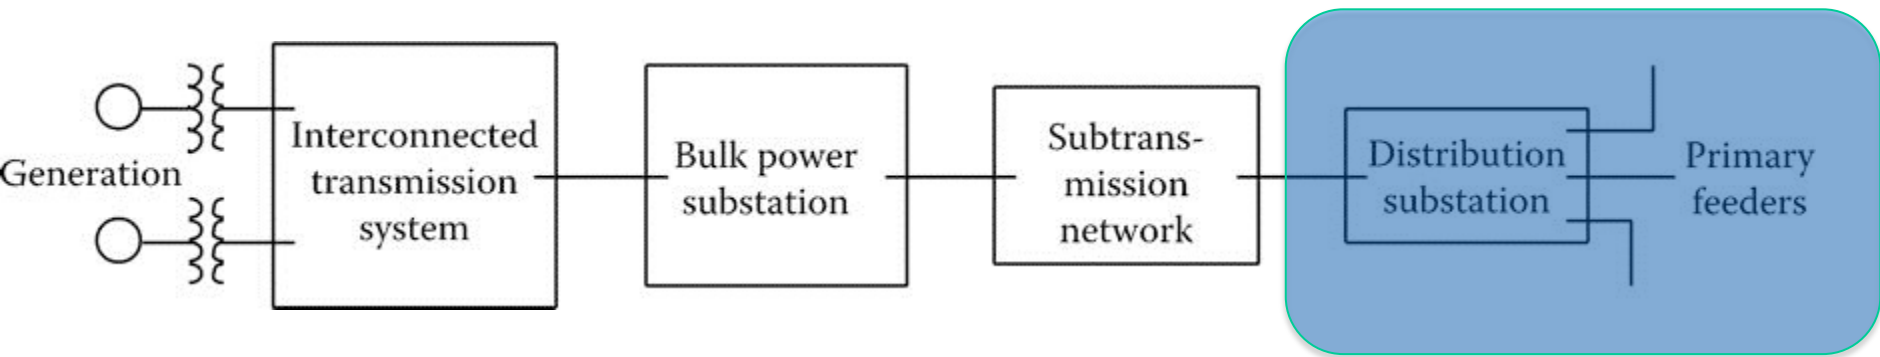 Generation
Interconnected
transmission
system
Bulk power
substation
Subtrans-
mission
network
Distribution
substation
Primary
feeders